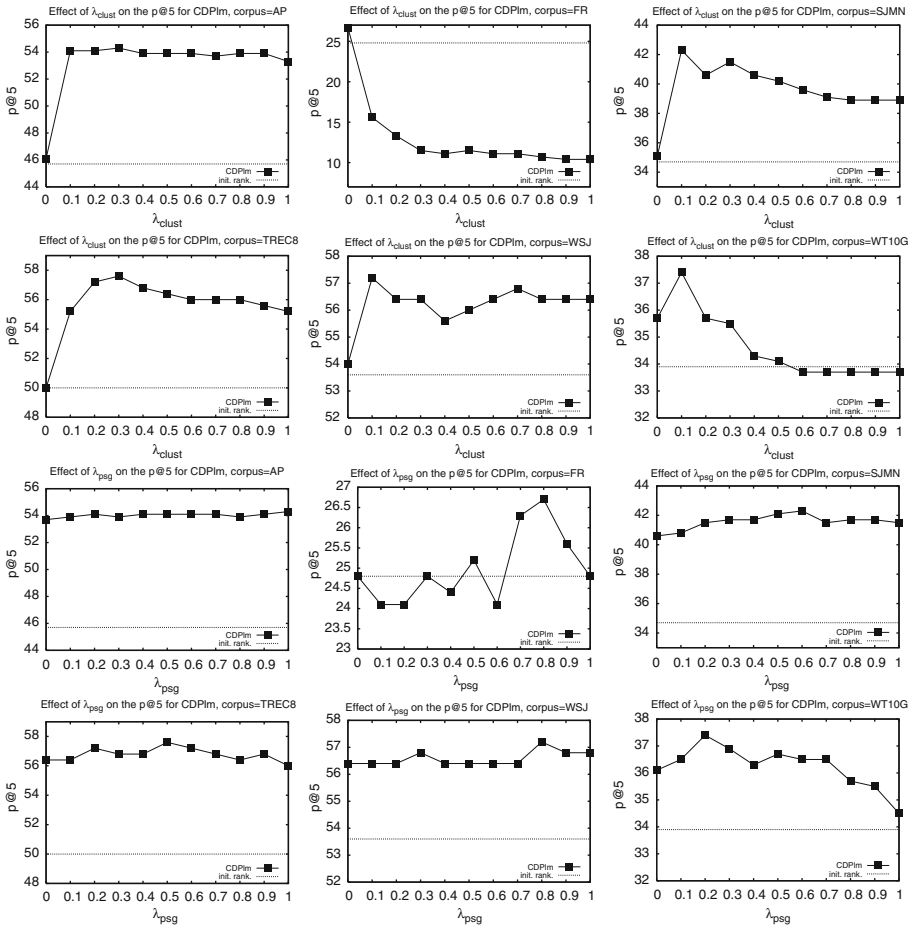 Effect of λclust on the p@5 for CDPlm, corpus=AP
p@5
56
54
52
50
48
46
44
CDPlm
init. rank.
0 0.1 0.2 0.3 0.4 0.5 0.6 0.7 0.8 0.9 1
λclust
Effect of λclust on the p@5 for CDPlm, corpus=FR
p@5
25
20
15
10
CDPlm
init. rank.
0 0.1 0.2 0.3 0.4 0.5 0.6 0.7 0.8 0.9 1
λclust
Effect of λclust on the p@5 for CDPlm, corpus=SJMN
p@5
44
42
40
38
36
34
CDPlm
init. rank.
0 0.1 0.2 0.3 0.4 0.5 0.6 0.7 0.8 0.9 1
λclust
Effect of λclust on the p@5 for CDPlm, corpus=TREC8
p@5
58
56
54
52
50
48
CDPlm
init. rank.
0 0.1 0.2 0.3 0.4 0.5 0.6 0.7 0.8 0.9 1
λclust
Effect of λclust on the p@5 for CDPlm, corpus=WSJ
p@5
58
57
56
55
54
53
52
CDPlm
init. rank.
0 0.1 0.2 0.3 0.4 0.5 0.6 0.7 0.8 0.9 1
λclust
Effect of λclust on the p@5 for CDPlm, corpus=WT10G
p@5
38
37
36
35
34
33
32
CDPlm
init. rank.
0 0.1 0.2 0.3 0.4 0.5 0.6 0.7 0.8 0.9 1
λclust
Effect of λpsg on the p@5 for CDPlm, corpus=AP
p@5
56
54
52
50
48
46
44
CDPlm
init. rank.
0 0.1 0.2 0.3 0.4 0.5 0.6 0.7 0.8 0.9 1
λpsg
Effect of λpsg on the p@5 for CDPlm, corpus=FR
p@5
27
26.5
26
25.5
25
24.5
24
23.5
23
CDPlm
init. rank.
0 0.1 0.2 0.3 0.4 0.5 0.6 0.7 0.8 0.9 1
λpsg
Effect of λpsg on the p@5 for CDPlm, corpus=SJMN
p@5
44
42
40
38
36
34
CDPlm
init. rank.
0 0.1 0.2 0.3 0.4 0.5 0.6 0.7 0.8 0.9 1
λpsg
Effect of λpsg on the p@5 for CDPlm, corpus=TREC8
p@5
58
56
54
52
50
48
CDPlm
init. rank.
0 0.1 0.2 0.3 0.4 0.5 0.6 0.7 0.8 0.9 1
λpsg
Effect of λpsg on the p@5 for CDPlm, corpus=WSJ
p@5
58
57
56
55
54
53
52
CDPlm
init. rank.
0 0.1 0.2 0.3 0.4 0.5 0.6 0.7 0.8 0.9 1
λpsg
Effect of λpsg on the p@5 for CDPlm, corpus=WT10G
p@5
38
37
36
35
34
33
32
CDPlm
init. rank.
0 0.1 0.2 0.3 0.4 0.5 0.6 0.7 0.8 0.9 1
λpsg